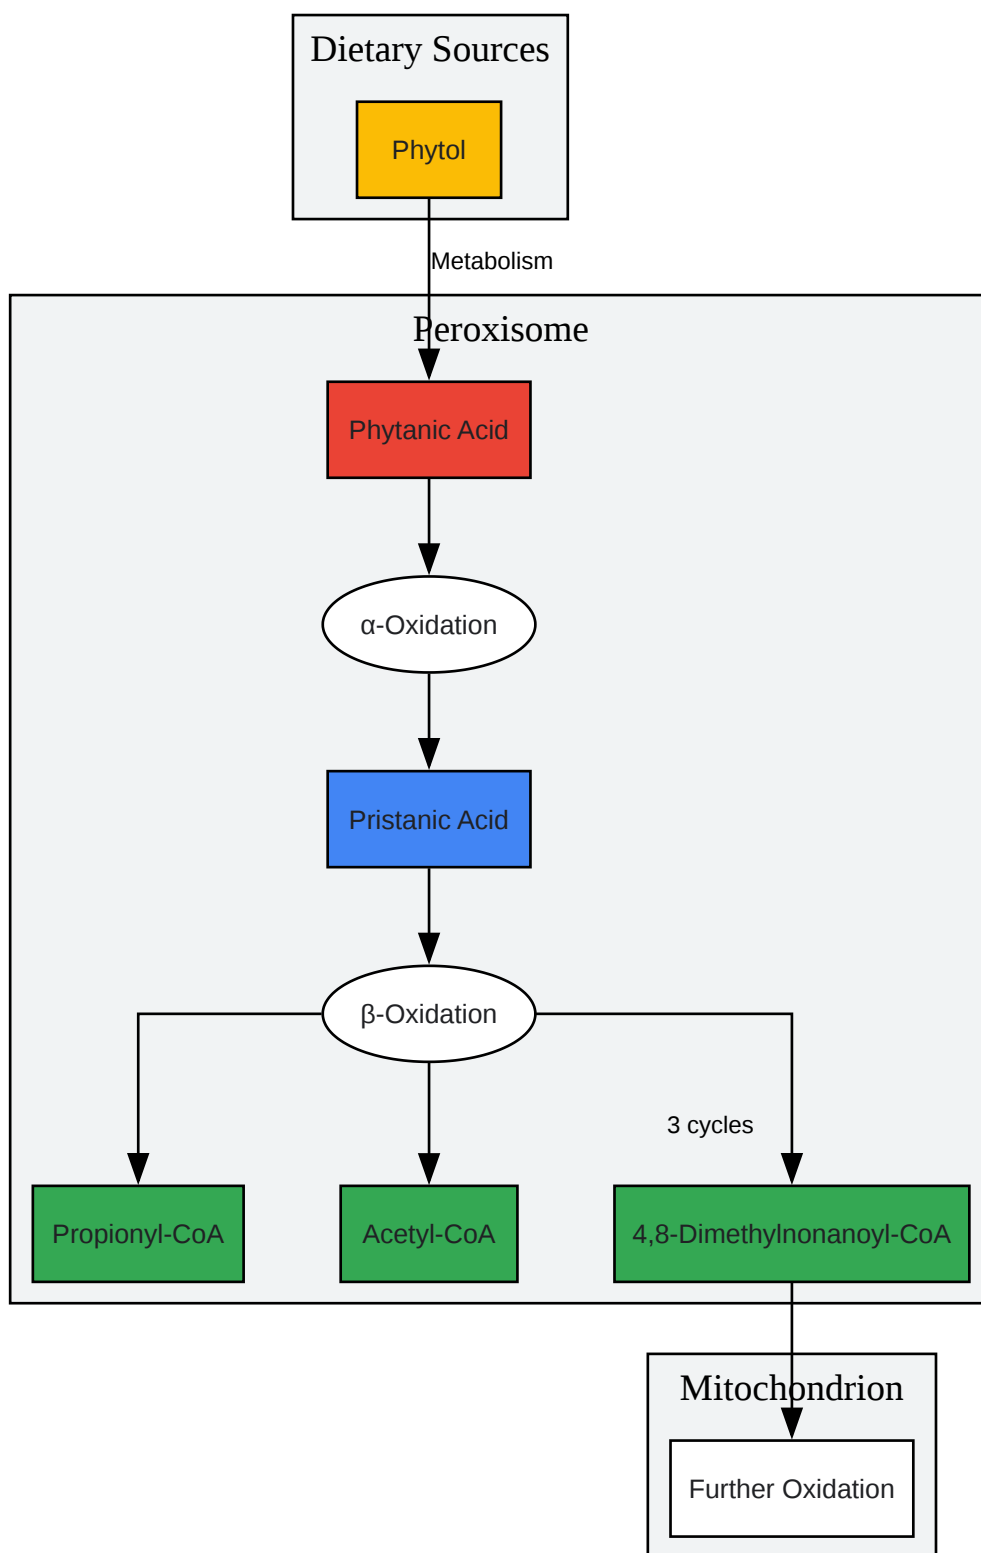 Dietary Sources
Phytol
Metabolism
Peroxisome
Phytanic Acid
α-Oxidation
Pristanic Acid
β-Oxidation
3 cycles
Propionyl-CoA
Acetyl-CoA
4,8-Dimethylnonanoyl-CoA
Mitochondrion
Further Oxidation